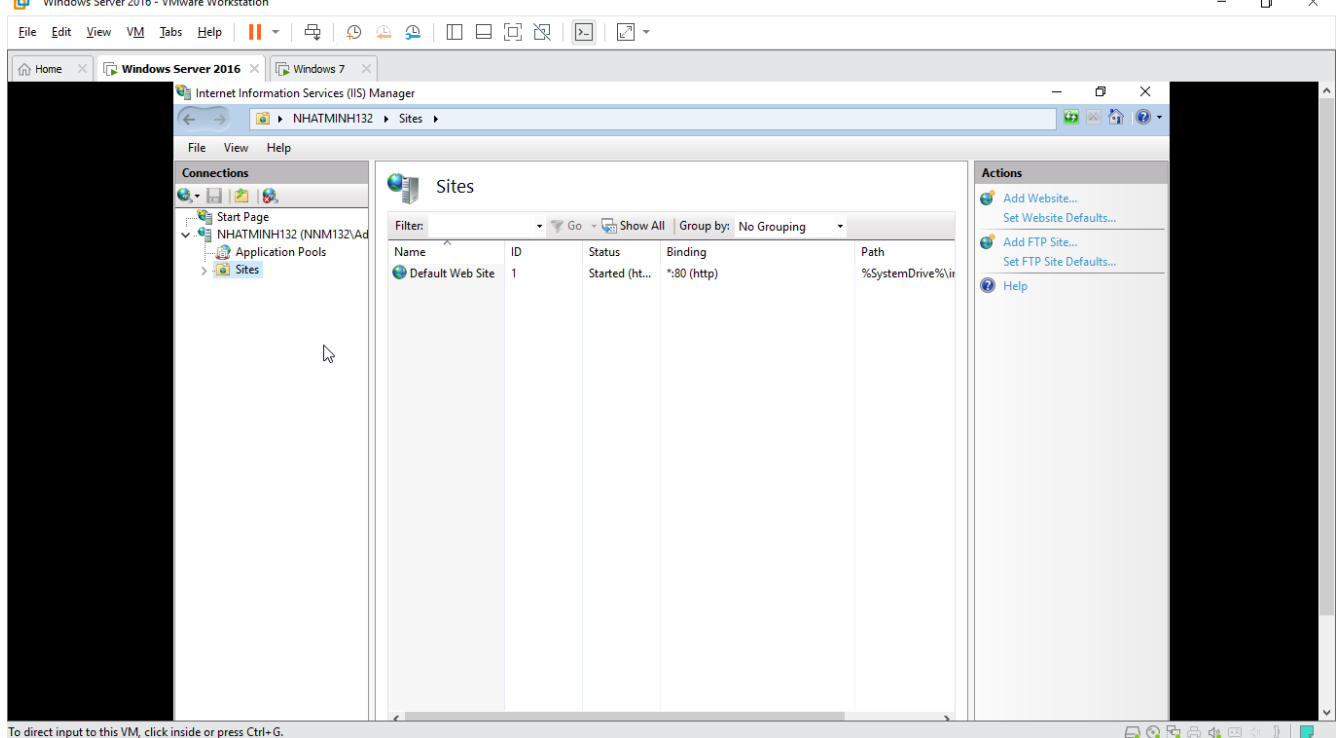 Windows Server 2016 - VMware Workstation
File Edit View VM Tabs Help
Home Windows Server 2016 Windows 7
Internet Information Services (IIS) Manager
NHATMINH132 Sites
File View Help
Connections
Start Page
NHATMINH132 (NNM132\Ad
Application Pools
Sites
Sites
Filter: Go Show All Group by: No Grouping
Name ID Status Binding Path
Default Web Site 1 Started (ht... *:80 (http) %SystemDrive%\in
Actions
Add Website...
Set Website Defaults...
Add FTP Site...
Set FTP Site Defaults...
Help
To direct input to this VM, click inside or press Ctrl+G.